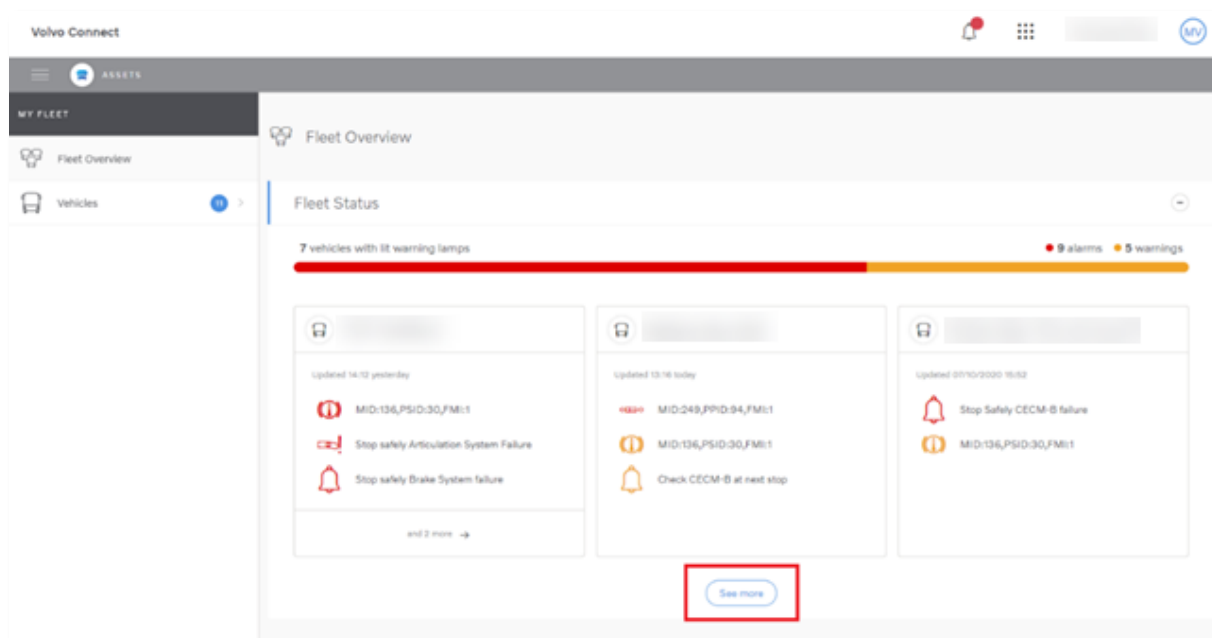 Volvo Connect
MV
ASSETS
MY FLEET
Fleet Overview
Vehicles
11
Fleet Overview
Fleet Status
7 vehicles with lit warning lamps
9 alarms 5 warnings
Updated 14:12 yesterday
MID:136,PSID:30,FMI:1
Stop safely Articulation System Failure
Stop safely Brake System failure
and 2 more →
Updated 13:16 today
MID:249,PPID:94,FMI:1
MID:136,PSID:30,FMI:1
Check CECM-B at next stop
Updated 07/10/2020 15:52
Stop Safely CECM-B failure
MID:136,PSID:30,FMI:1
See more